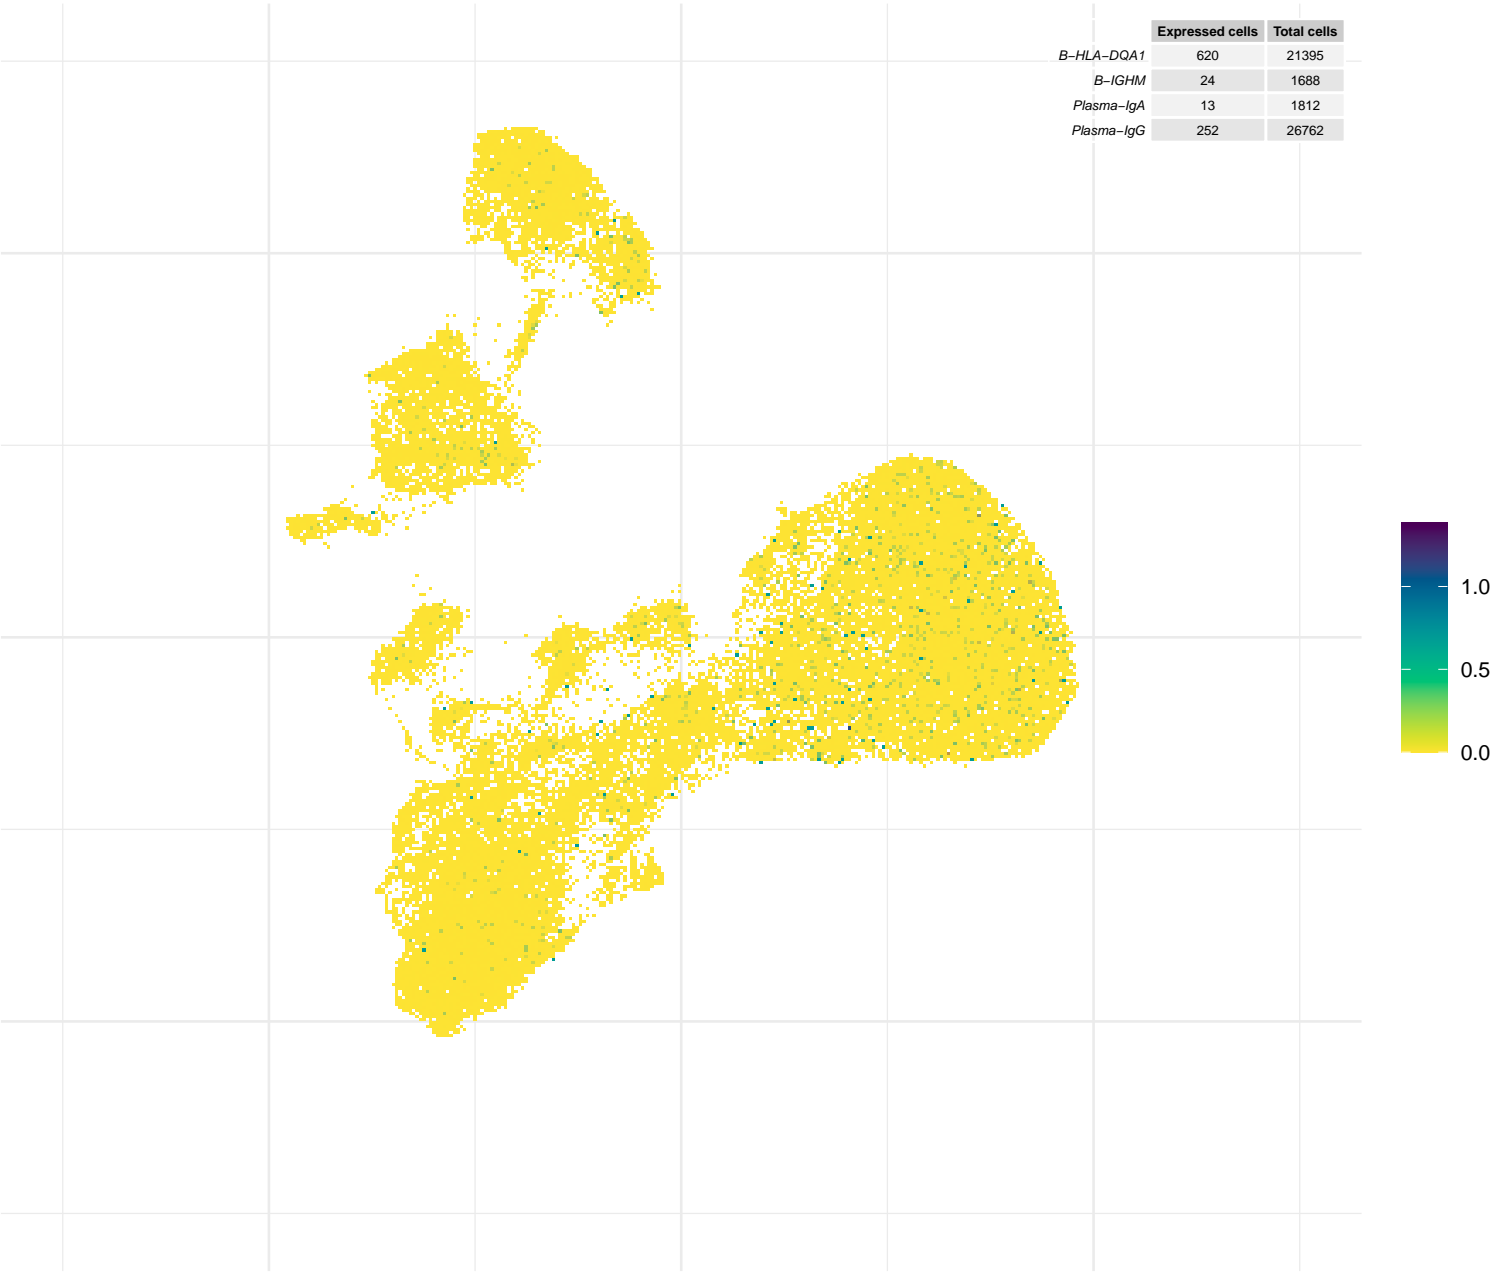 Expressed cells Total cells
B−HLA−DQA1 620 21395
B−IGHM 24 1688
Plasma−IgA 13 1812
Plasma−IgG 252 26762
1.0
0.5
0.0